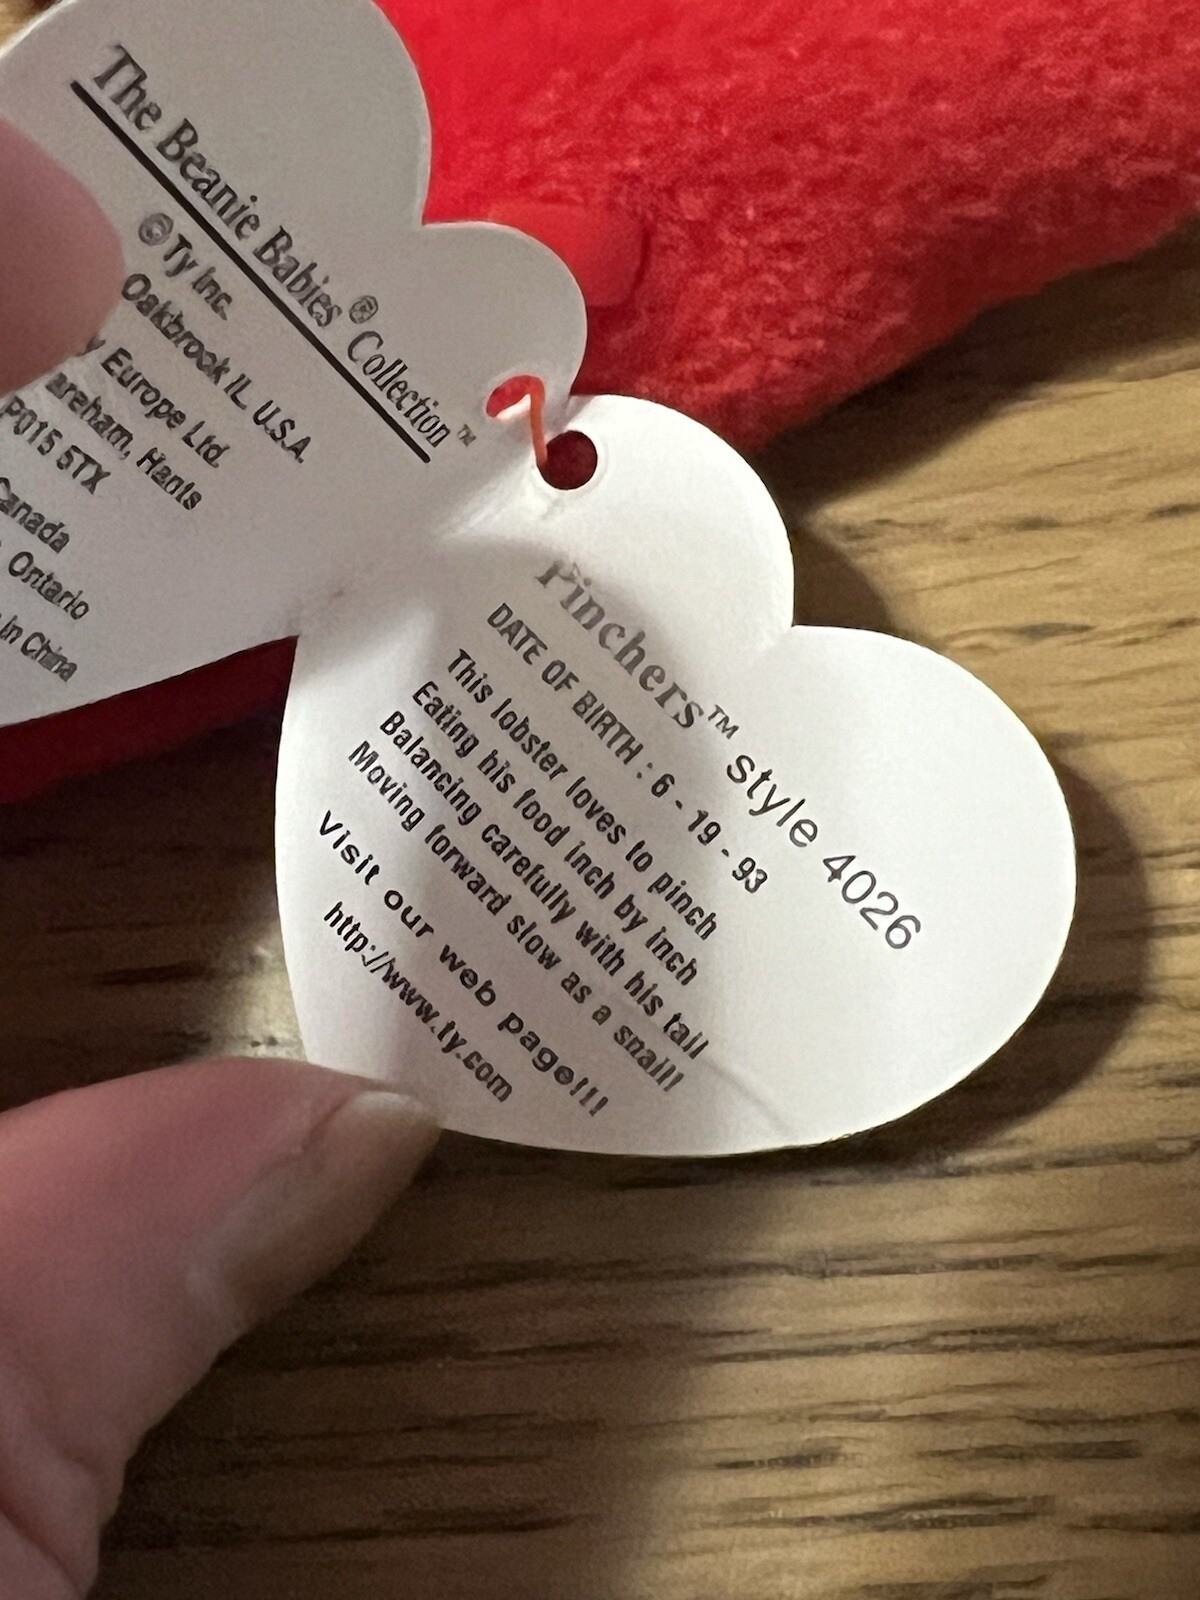 The Beanie Babies ® Collection™
© Ty Inc.
Oakbrook IL. U.S.A.
Europe Ltd.
Hants
P015 5TX
Canada
Ontario
in China
Pinchers™ style 4026
DATE OF BIRTH : 6 - 19 - 93
This lobster loves to pinch
Eating his food inch by inch
Balancing carefully with his tail
Moving forward slow as a snail!
Visit our web page!!!
http://www.ty.com